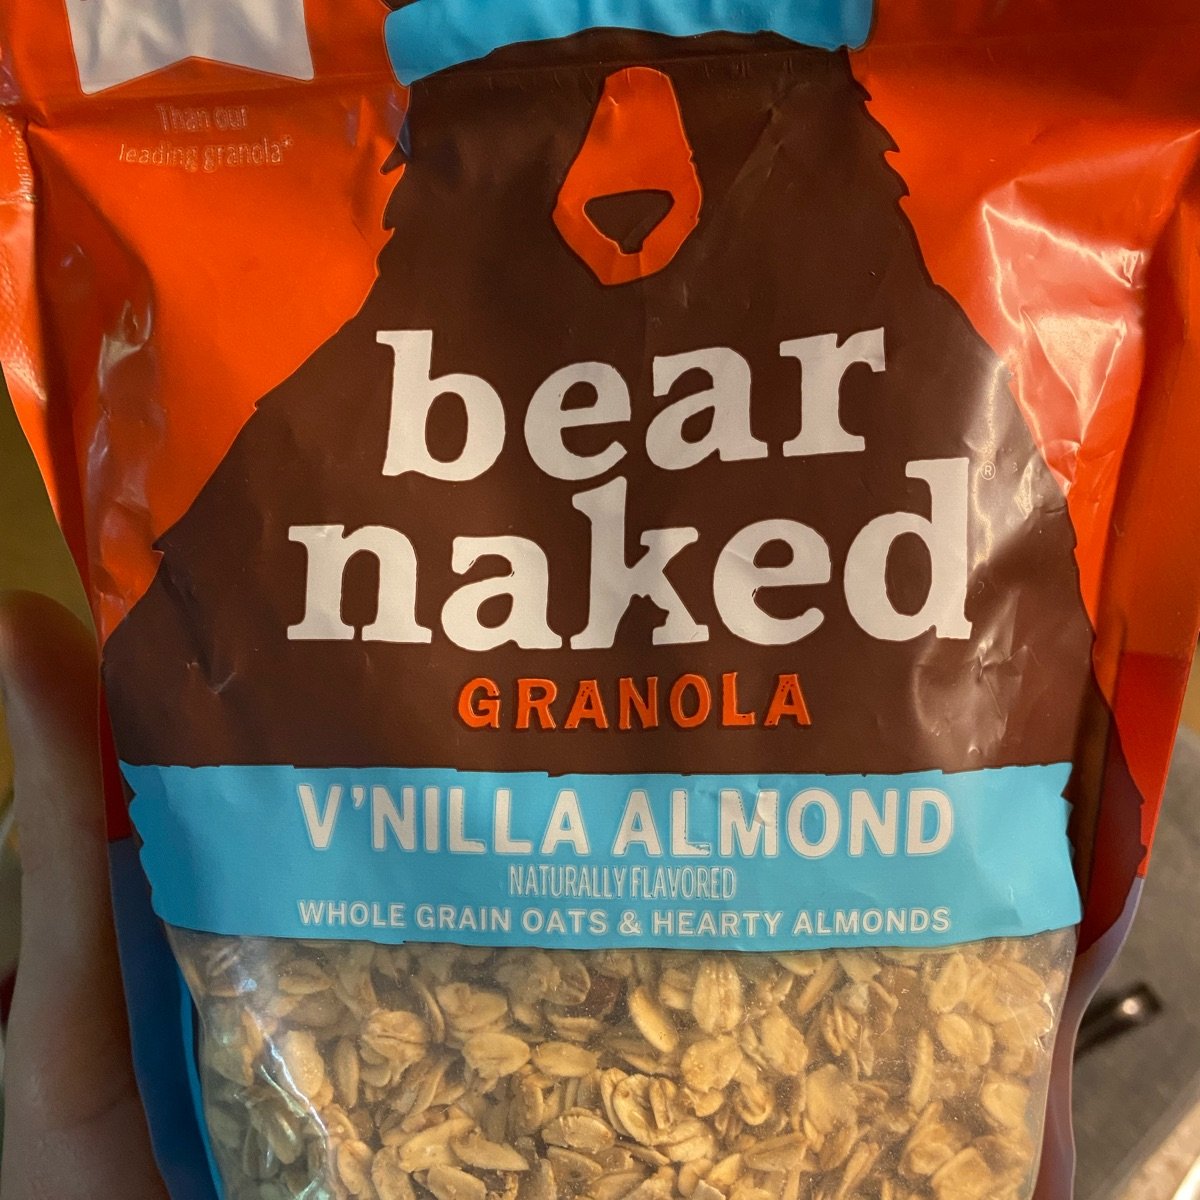 Than our
leading granola*
bear
naked®
GRANOLA
V'NILLA ALMOND
NATURALLY FLAVORED
WHOLE GRAIN OATS & HEARTY ALMONDS